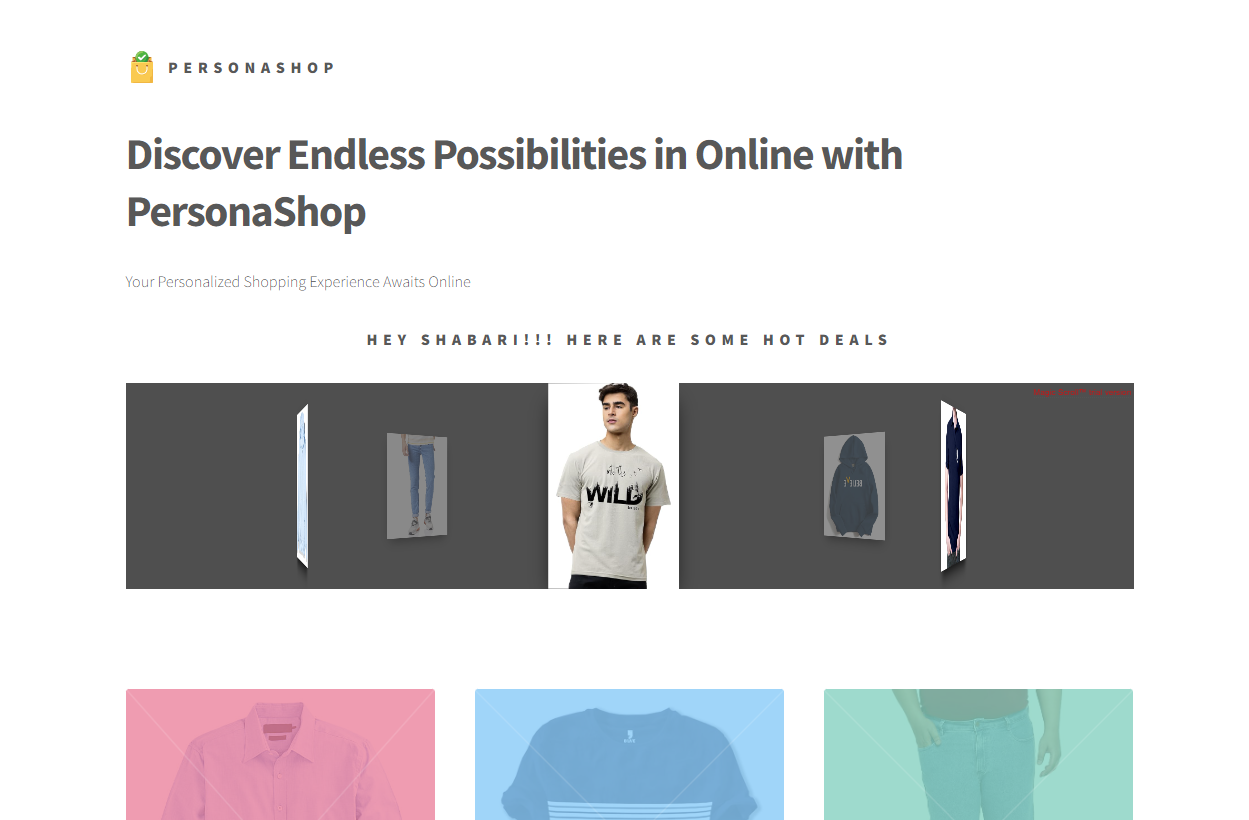 PERSONASHOP
Discover Endless Possibilities in Online with
PersonaShop
Your Personalized Shopping Experience Awaits Online
HEY SHABARI!!! HERE ARE SOME HOT DEALS
WILD